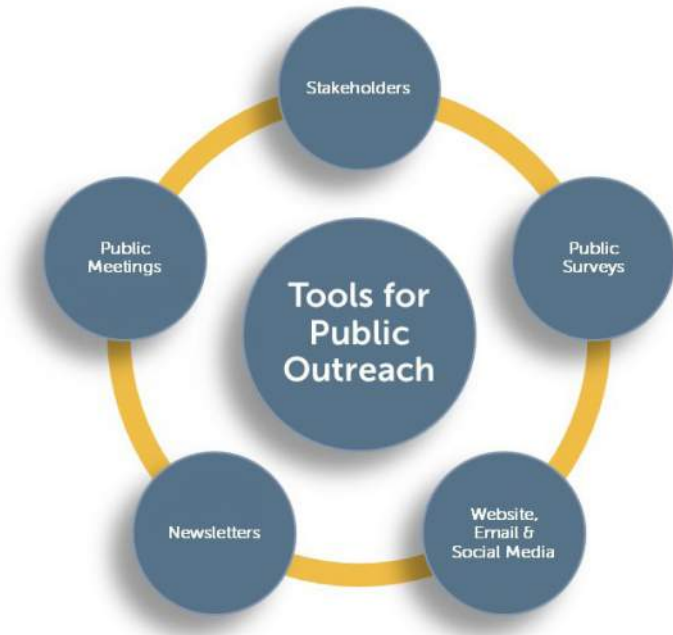 Stakeholders
Public
Meetings
Public
Surveys
Tools for
Public
Outreach
Newsletters
Website,
Email &
Social Media